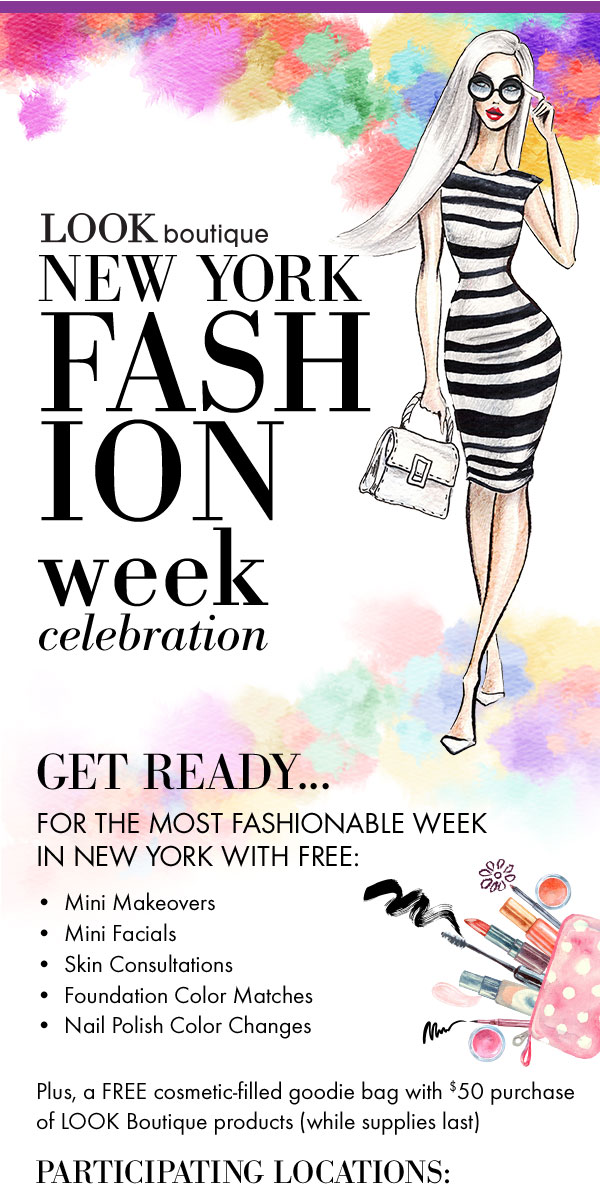 LOOK boutique
NEW YORK
FASH
ION
week
celebration
GET READY...
FOR THE MOST FASHIONABLE WEEK
IN NEW YORK WITH FREE:
• Mini Makeovers
• Mini Facials
• Skin Consultations
• Foundation Color Matches
• Nail Polish Color Changes
Plus, a FREE cosmetic-filled goodie bag with $50 purchase
of LOOK Boutique products (while supplies last)
PARTICIPATING LOCATIONS: